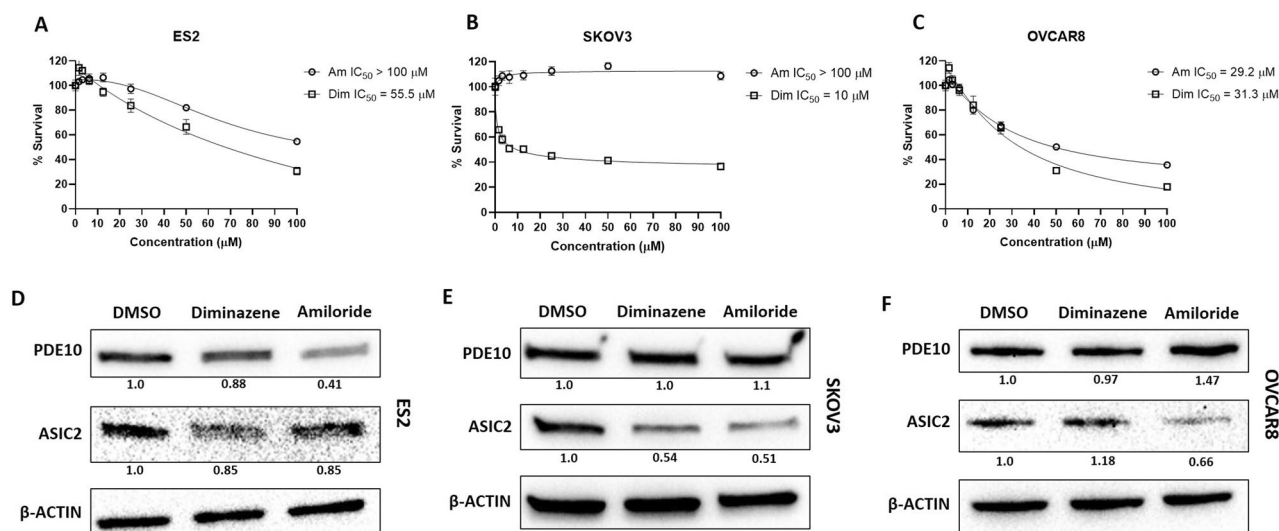 A
ES2
% Survival
120
100
80
60
40
20
0
0 10 20 30 40 50 60 70 80 90 100
Concentration (μM)
Am IC50 > 100 μM
Dim IC50 = 55.5 μM
B
SKOV3
% Survival
120
100
80
60
40
20
0
0 10 20 30 40 50 60 70 80 90 100
Concentration (μM)
Am IC50 > 100 μM
Dim IC50 = 10 μM
C
OVCAR8
% Survival
120
100
80
60
40
20
0
0 10 20 30 40 50 60 70 80 90 100
Concentration (μM)
Am IC50 = 29.2 μM
Dim IC50 = 31.3 μM
D
DMSO Diminazene Amiloride
PDE10
1.0 0.88 0.41
ASIC2
1.0 0.85 0.85
β-ACTIN
ES2
E
DMSO Diminazene Amiloride
PDE10
1.0 1.0 1.1
ASIC2
1.0 0.54 0.51
β-ACTIN
SKOV3
F
DMSO Diminazene Amiloride
PDE10
1.0 0.97 1.47
ASIC2
1.0 1.18 0.66
β-ACTIN
OVCAR8